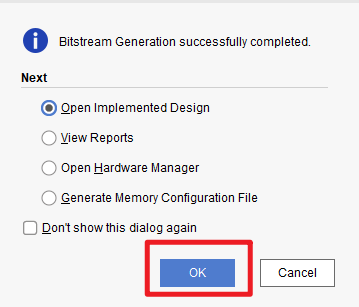 Bitstream Generation successfully completed.
Next
Open Implemented Design
View Reports
Open Hardware Manager
Generate Memory Configuration File
Don't show this dialog again
OK
Cancel